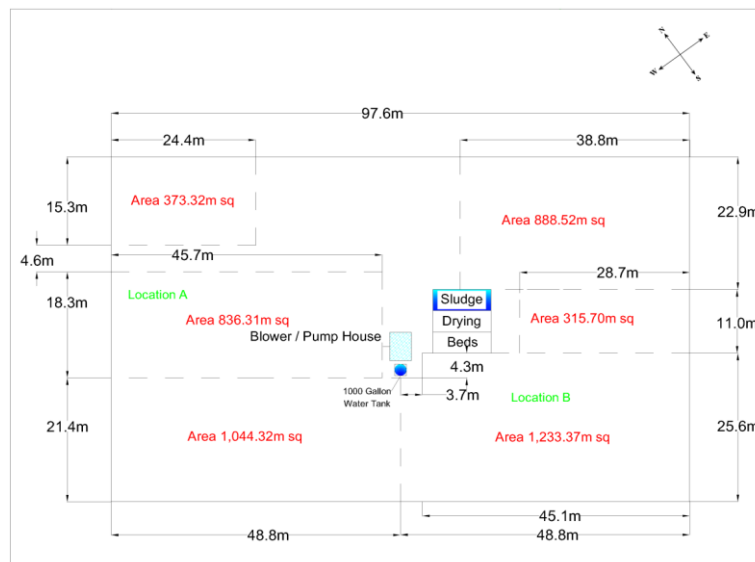 N
E
W
S
97.6m
24.4m
38.8m
15.3m
Area 373.32m sq
Area 888.52m sq
22.9m
4.6m
45.7m
28.7m
18.3m
Location A
Area 836.31m sq
Sludge
Drying
Beds
Area 315.70m sq
11.0m
Blower / Pump House
4.3m
1000 Gallon
Water Tank
3.7m
Location B
21.4m
Area 1,044.32m sq
Area 1,233.37m sq
25.6m
45.1m
48.8m
48.8m